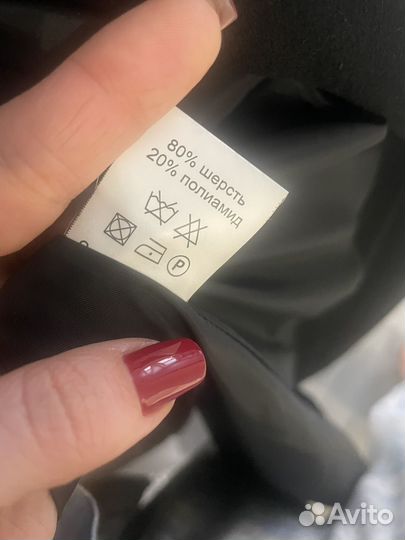 80% шерсть
20% полиамид
P
Avito